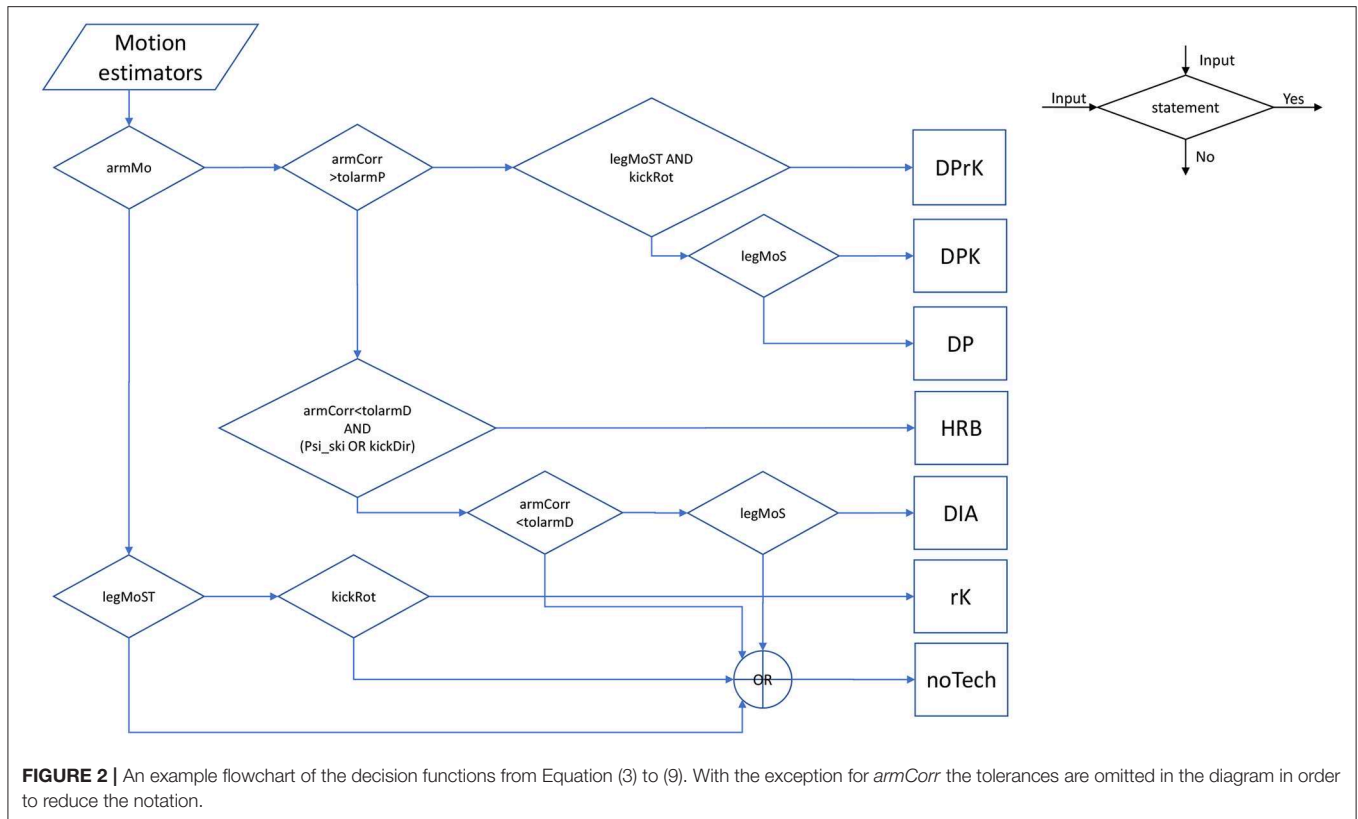 Motion
estimators
Input
Input
statement
Yes
No
armMo
armCorr
>tolarmP
legMoST AND
kickRot
DPrK
legMoS
DPK
DP
armCorr<tolarmD
AND
(Psi_ski OR kickDir)
HRB
armCorr
<tolarmD
legMoS
DIA
legMoST
kickRot
rK
OR
noTech
FIGURE 2 | An example flowchart of the decision functions from Equation (3) to (9). With the exception for armCorr the tolerances are omitted in the diagram in order
to reduce the notation.